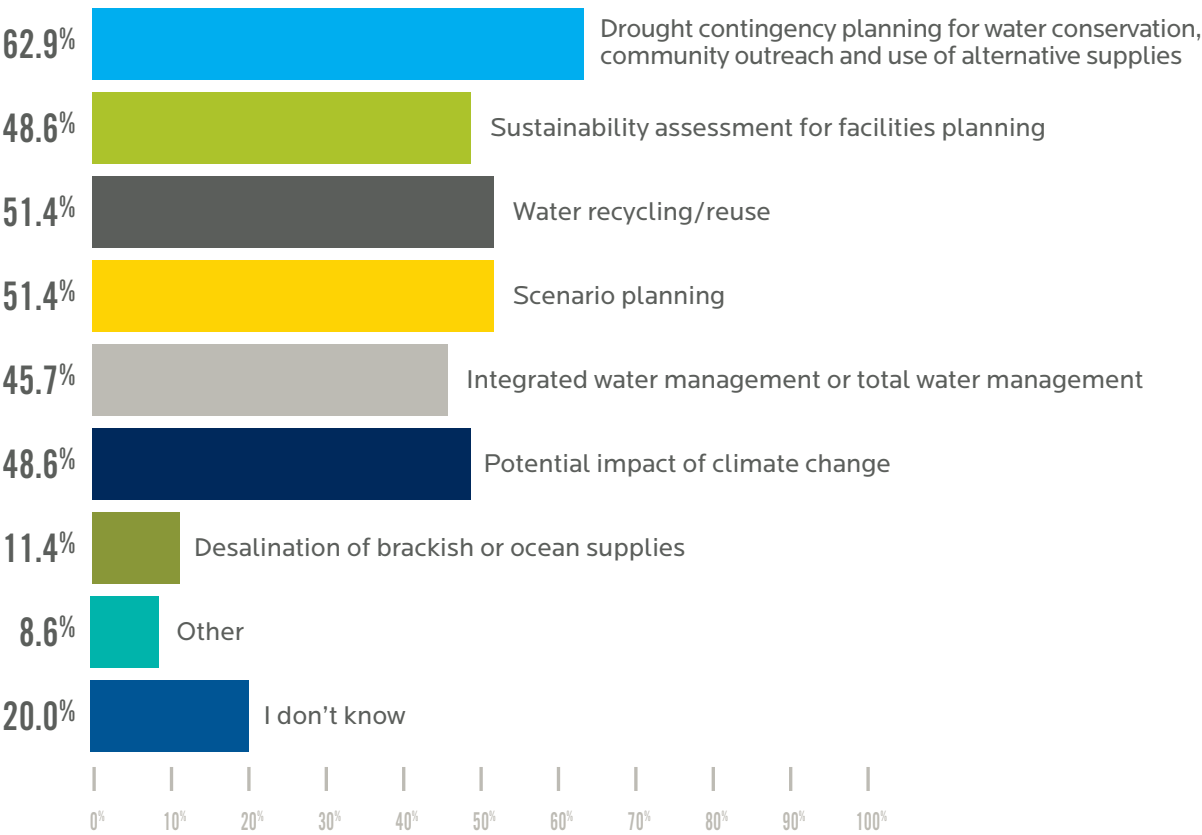 62.9%
Drought contingency planning for water conservation,
community outreach and use of alternative supplies
48.6%
Sustainability assessment for facilities planning
51.4%
Water recycling/reuse
51.4%
Scenario planning
45.7%
Integrated water management or total water management
48.6%
Potential impact of climate change
11.4%
Desalination of brackish or ocean supplies
8.6%
Other
20.0%
I don’t know
0% 10% 20% 30% 40% 50% 60% 70% 80% 90% 100%